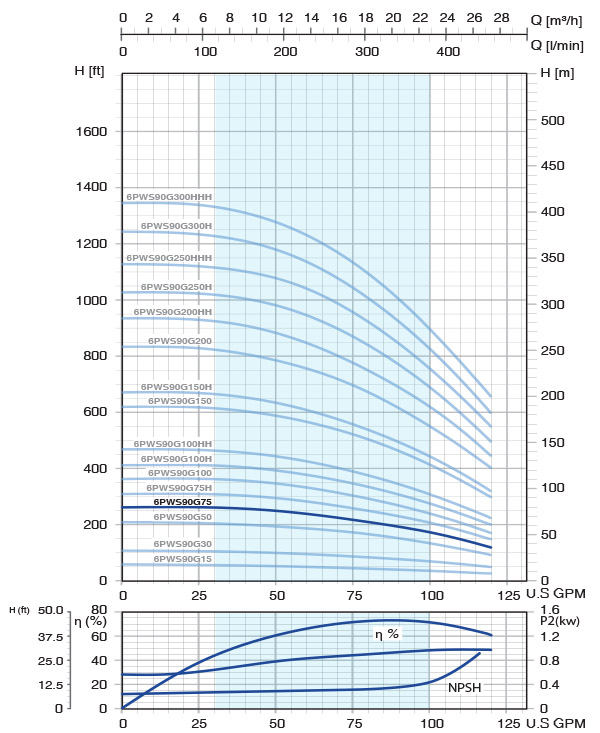 0 2 4 6 8 10 12 14 16 18 20 22 24 26 28 Q [m³/h]
0 100 200 300 400 Q [l/min]
H [ft] H [m]
1600
1400
1200
1000
800
600
400
200
0
500
450
400
350
300
250
200
150
100
50
0
6PWS90G300HHH
6PWS90G300H
6PWS90G250HHH
6PWS90G250H
6PWS90G200HH
6PWS90G200
6PWS90G150H
6PWS90G150
6PWS90G100HH
6PWS90G100H
6PWS90G100
6PWS90G75H
6PWS90G75
6PWS90G50
6PWS90G30
6PWS90G15
0 25 50 75 100 125 U.S GPM
H (ft) 50.0 80 1.6
η (%) P2(kw)
37.5 60 1.2
25.0 40 0.8
12.5 20 0.4
0 0 0
η %
NPSH
0 25 50 75 100 125 U.S GPM